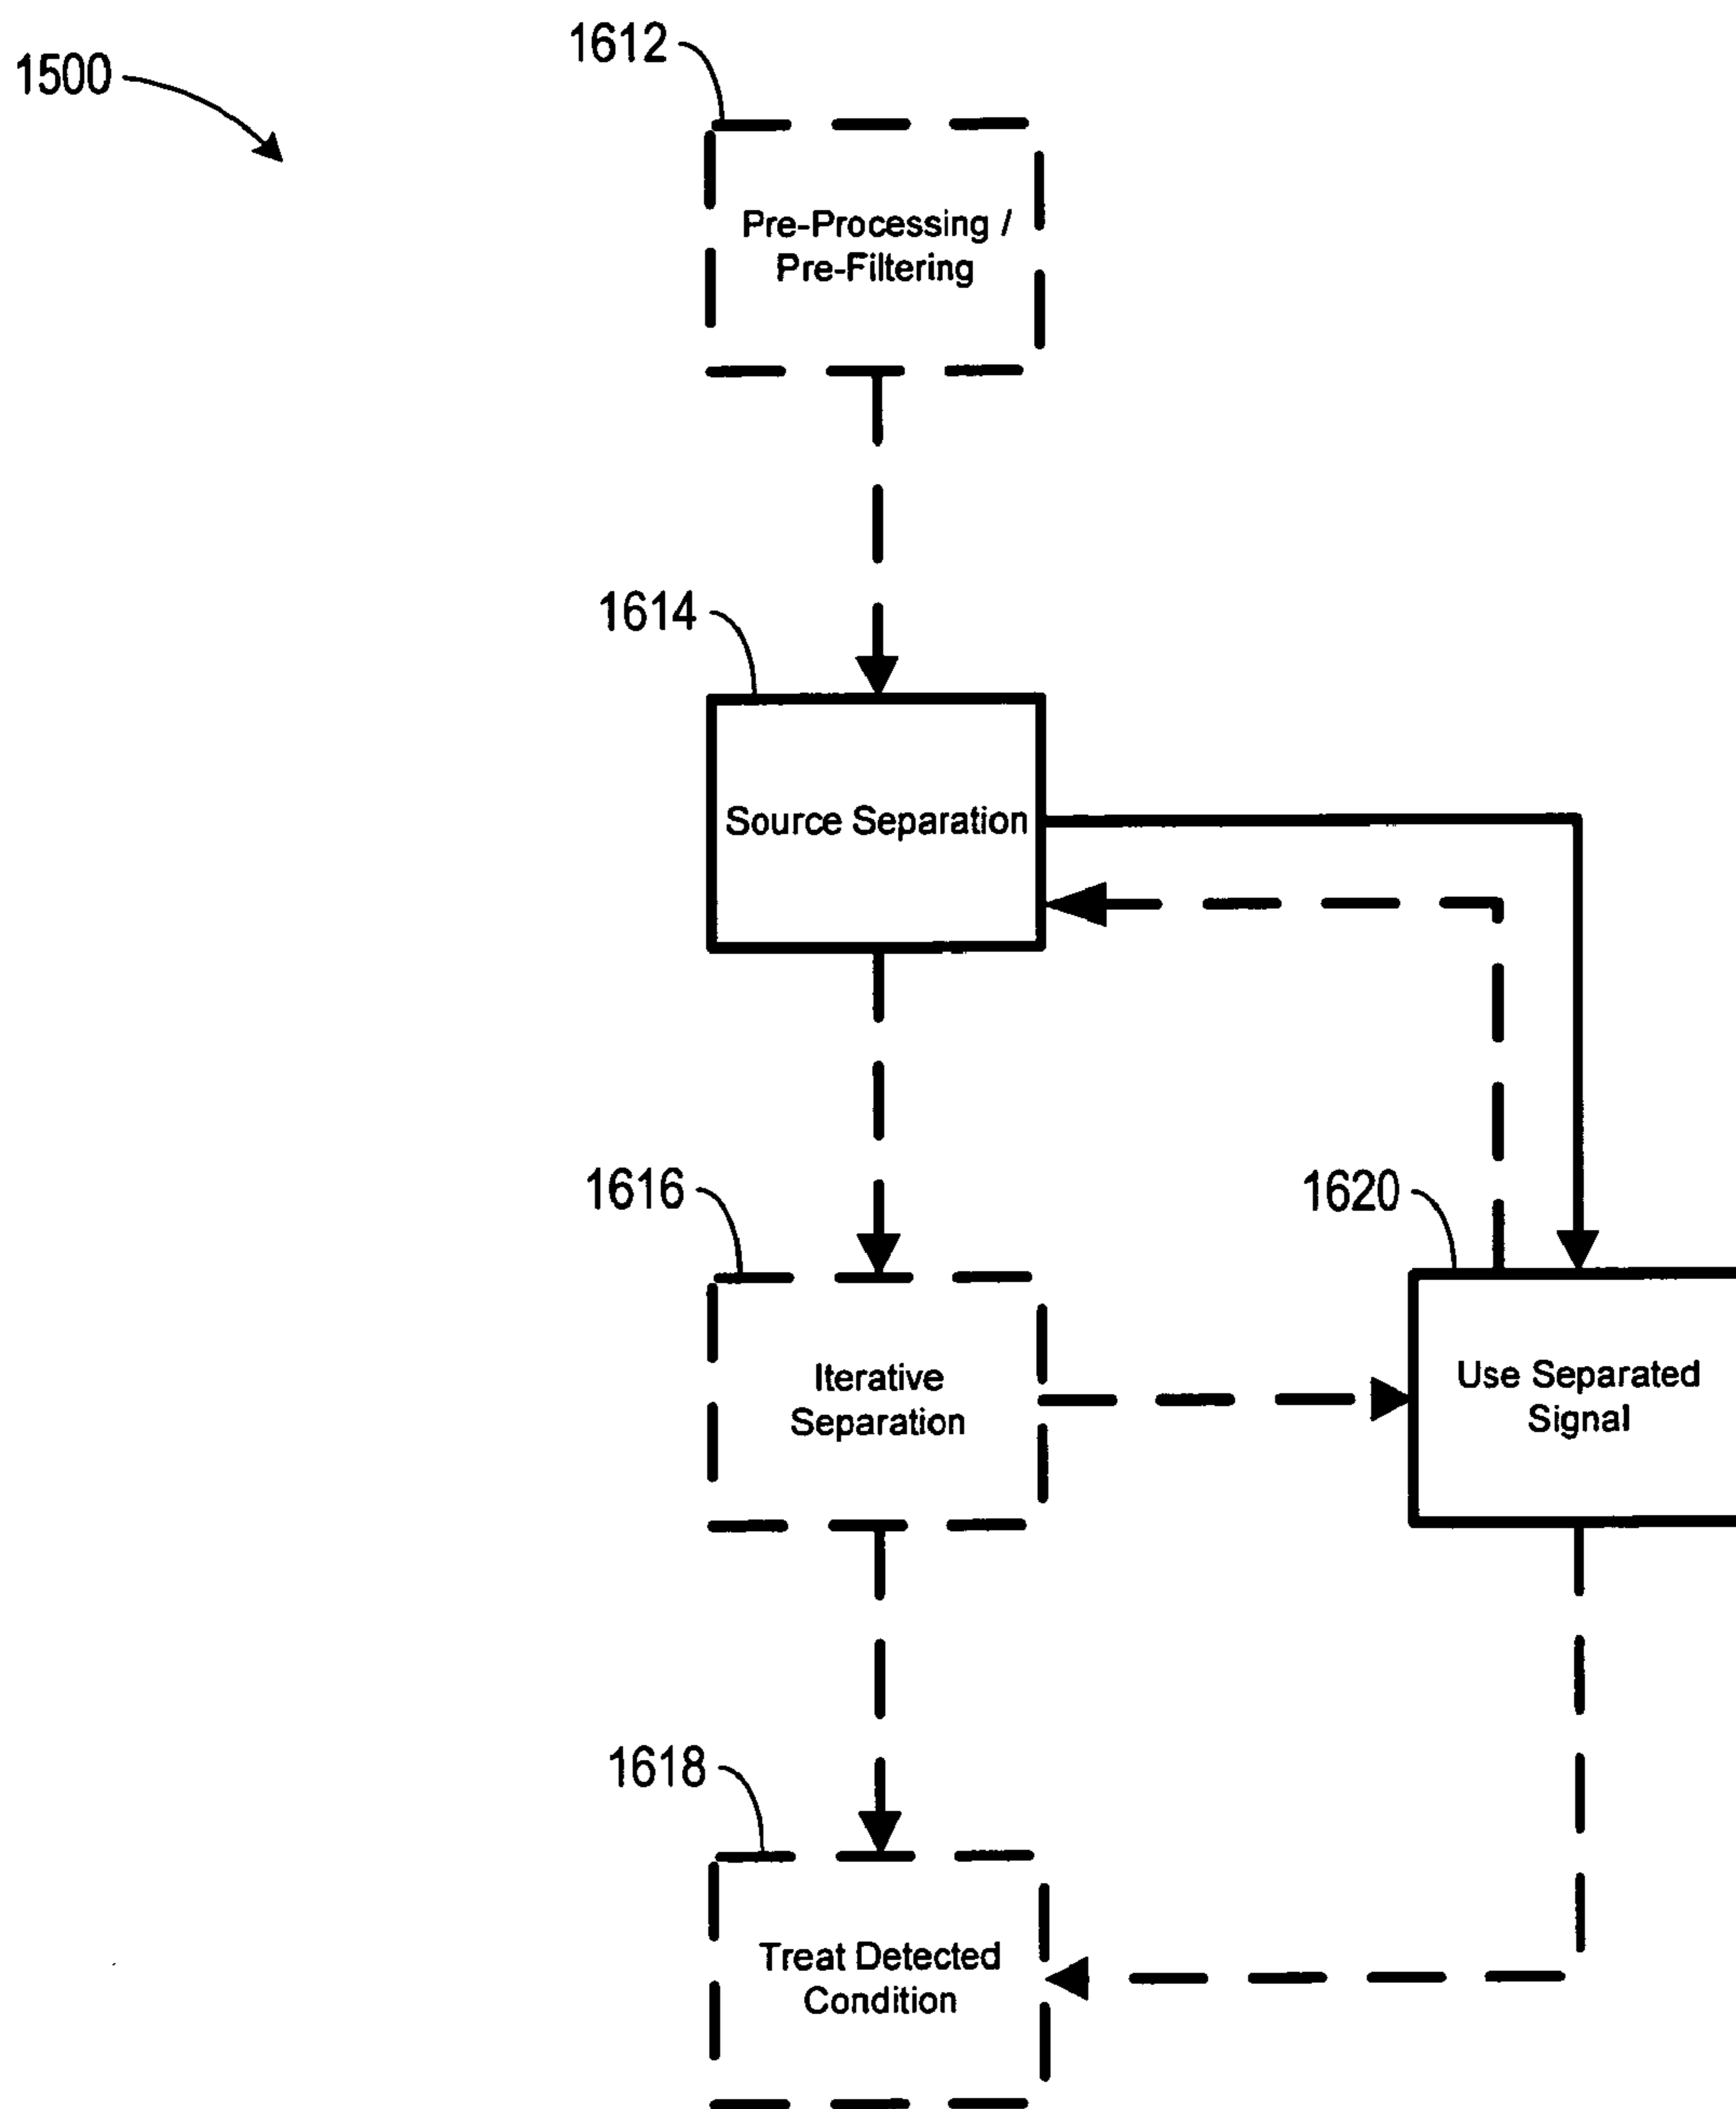 1500
1612
Pre-Processing /
Pre-Filtering
1614
Source Separation
1616
Iterative
Separation
1620
Use Separated
Signal
1618
Treat Detected
Condition